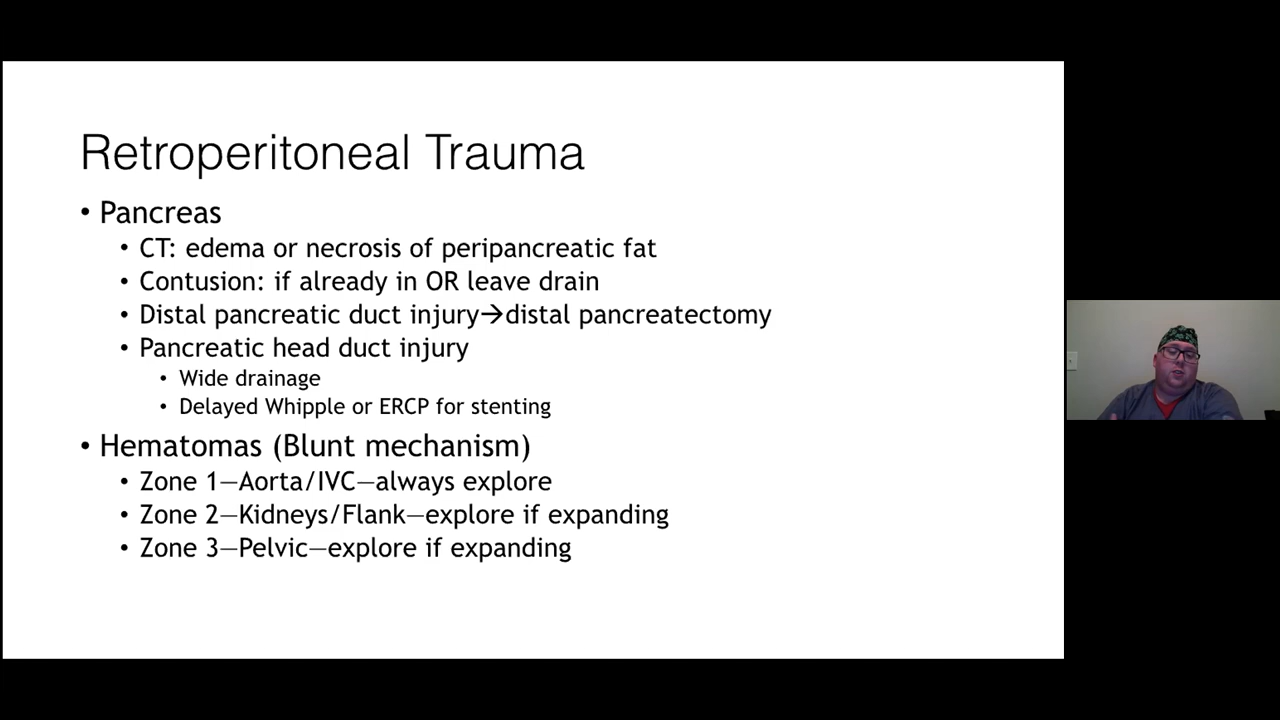 Retroperitoneal Trauma
• Pancreas
• CT: edema or necrosis of peripancreatic fat
• Contusion: if already in OR leave drain
• Distal pancreatic duct injury→distal pancreatectomy
• Pancreatic head duct injury
• Wide drainage
• Delayed Whipple or ERCP for stenting
• Hematomas (Blunt mechanism)
• Zone 1—Aorta/IVC—always explore
• Zone 2—Kidneys/Flank—explore if expanding
• Zone 3—Pelvic—explore if expanding